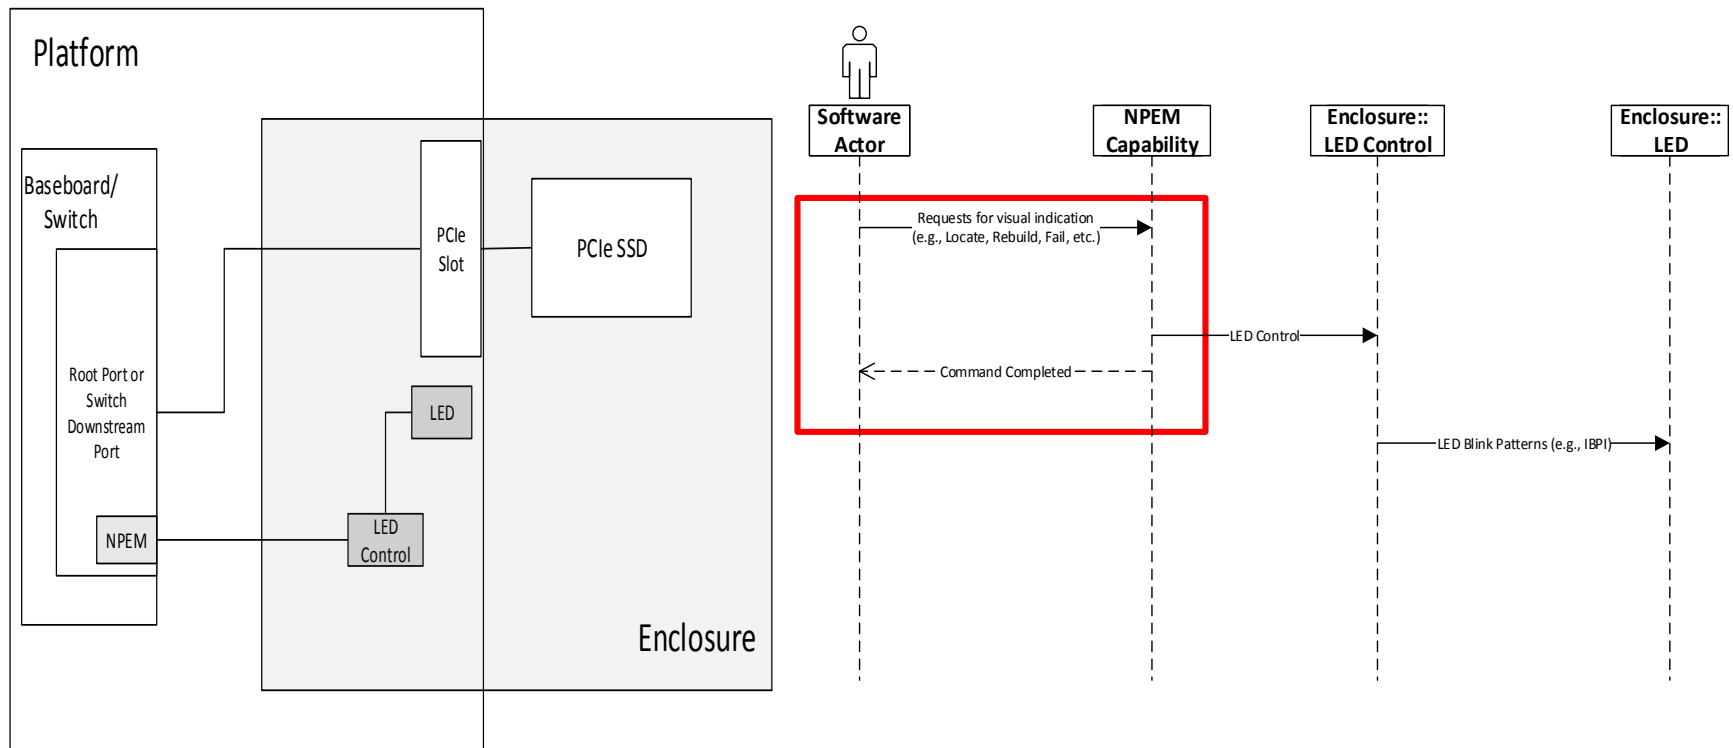 Platform
Baseboard/
Switch
PCIe
Slot
PCIe SSD
Root Port or
Switch
Downstream
Port
LED
NPEM
LED
Control
Enclosure
Software
Actor
NPEM
Capability
Enclosure::
LED Control
Enclosure::
LED
Requests for visual indication
(e.g., Locate, Rebuild, Fail, etc.)
LED Control
Command Completed
LED Blink Patterns (e.g., IBPI)